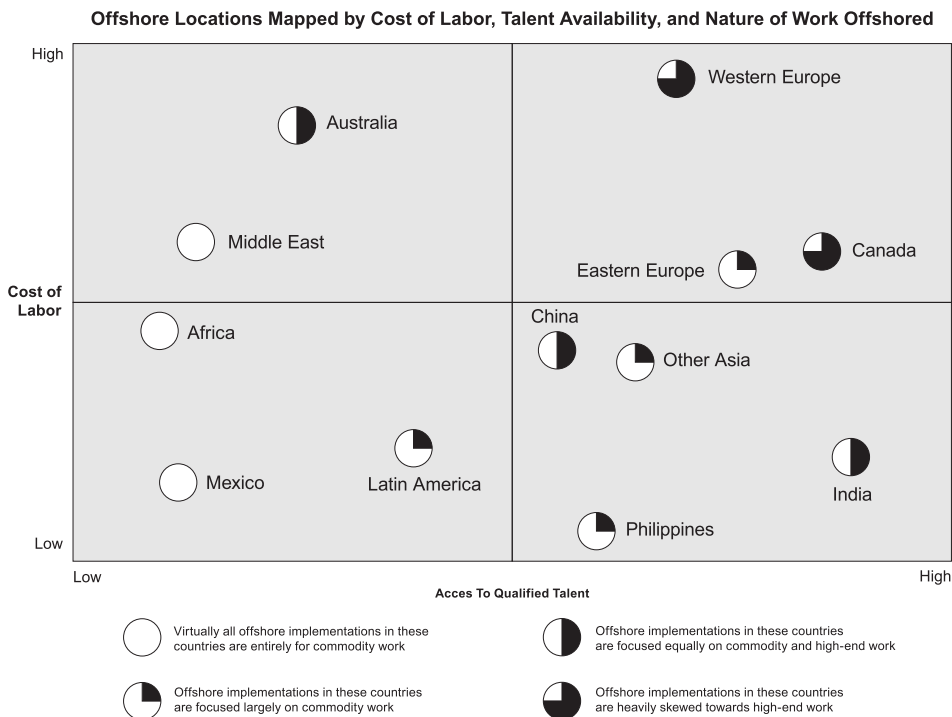 Offshore Locations Mapped by Cost of Labor, Talent Availability, and Nature of Work Offshored
High
Western Europe
Australia
Middle East
Canada
Eastern Europe
Cost of
Labor
China
Africa
Other Asia
Mexico
Latin America
India
Philippines
Low
Low
High
Acces To Qualified Talent
Virtually all offshore implementations in these
countries are entirely for commodity work
Offshore implementations in these countries
are focused equally on commodity and high-end work
Offshore implementations in these countries
are focused largely on commodity work
Offshore implementations in these countries
are heavily skewed towards high-end work